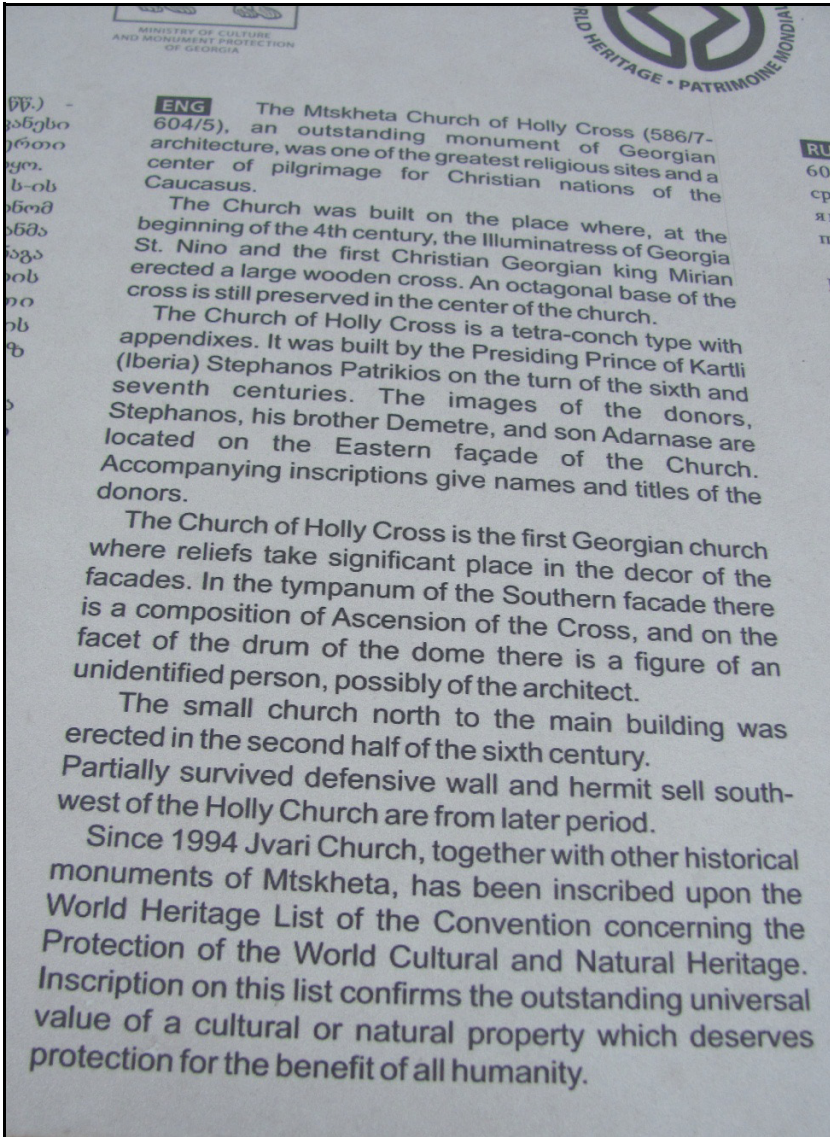 MINISTRY OF CULTURE
AND MONUMENT PROTECTION
OF GEORGIA
WORLD HERITAGE • PATRIMOINE MONDIAL
წწ.) -
ერთი
იყო.
ს-ის
ENG The Mtskheta Church of Holly Cross (586/7-
604/5), an outstanding monument of Georgian
architecture, was one of the greatest religious sites and a
center of pilgrimage for Christian nations of the
Caucasus.
The Church was built on the place where, at the
beginning of the 4th century, the Illuminatress of Georgia
St. Nino and the first Christian Georgian king Mirian
erected a large wooden cross. An octagonal base of the
cross is still preserved in the center of the church.
The Church of Holly Cross is a tetra-conch type with
appendixes. It was built by the Presiding Prince of Kartli
(Iberia) Stephanos Patrikios on the turn of the sixth and
seventh centuries. The images of the donors,
Stephanos, his brother Demetre, and son Adarnase are
located on the Eastern façade of the Church.
Accompanying inscriptions give names and titles of the
donors.
The Church of Holly Cross is the first Georgian church
where reliefs take significant place in the decor of the
facades. In the tympanum of the Southern facade there
is a composition of Ascension of the Cross, and on the
facet of the drum of the dome there is a figure of an
unidentified person, possibly of the architect.
The small church north to the main building was
erected in the second half of the sixth century.
Partially survived defensive wall and hermit sell south-
west of the Holly Church are from later period.
Since 1994 Jvari Church, together with other historical
monuments of Mtskheta, has been inscribed upon the
World Heritage List of the Convention concerning the
Protection of the World Cultural and Natural Heritage.
Inscription on this list confirms the outstanding universal
value of a cultural or natural property which deserves
protection for the benefit of all humanity.
RU
60
ср